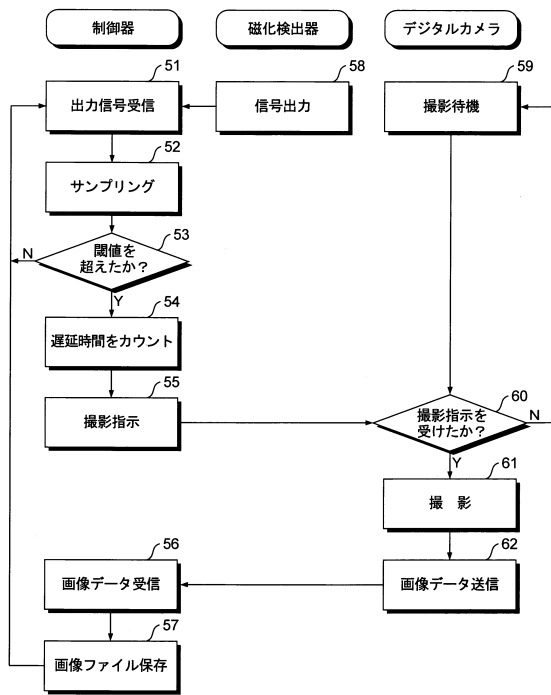 制御器
磁化検出器
デジタルカメラ
51
出力信号受信
58
信号出力
59
撮影待機
52
サンプリング
53
閾値を
超えたか？
N
Y
54
遅延時間をカウント
55
撮影指示
60
撮影指示を
受けたか？
N
Y
61
撮 影
56
画像データ受信
62
画像データ送信
57
画像ファイル保存